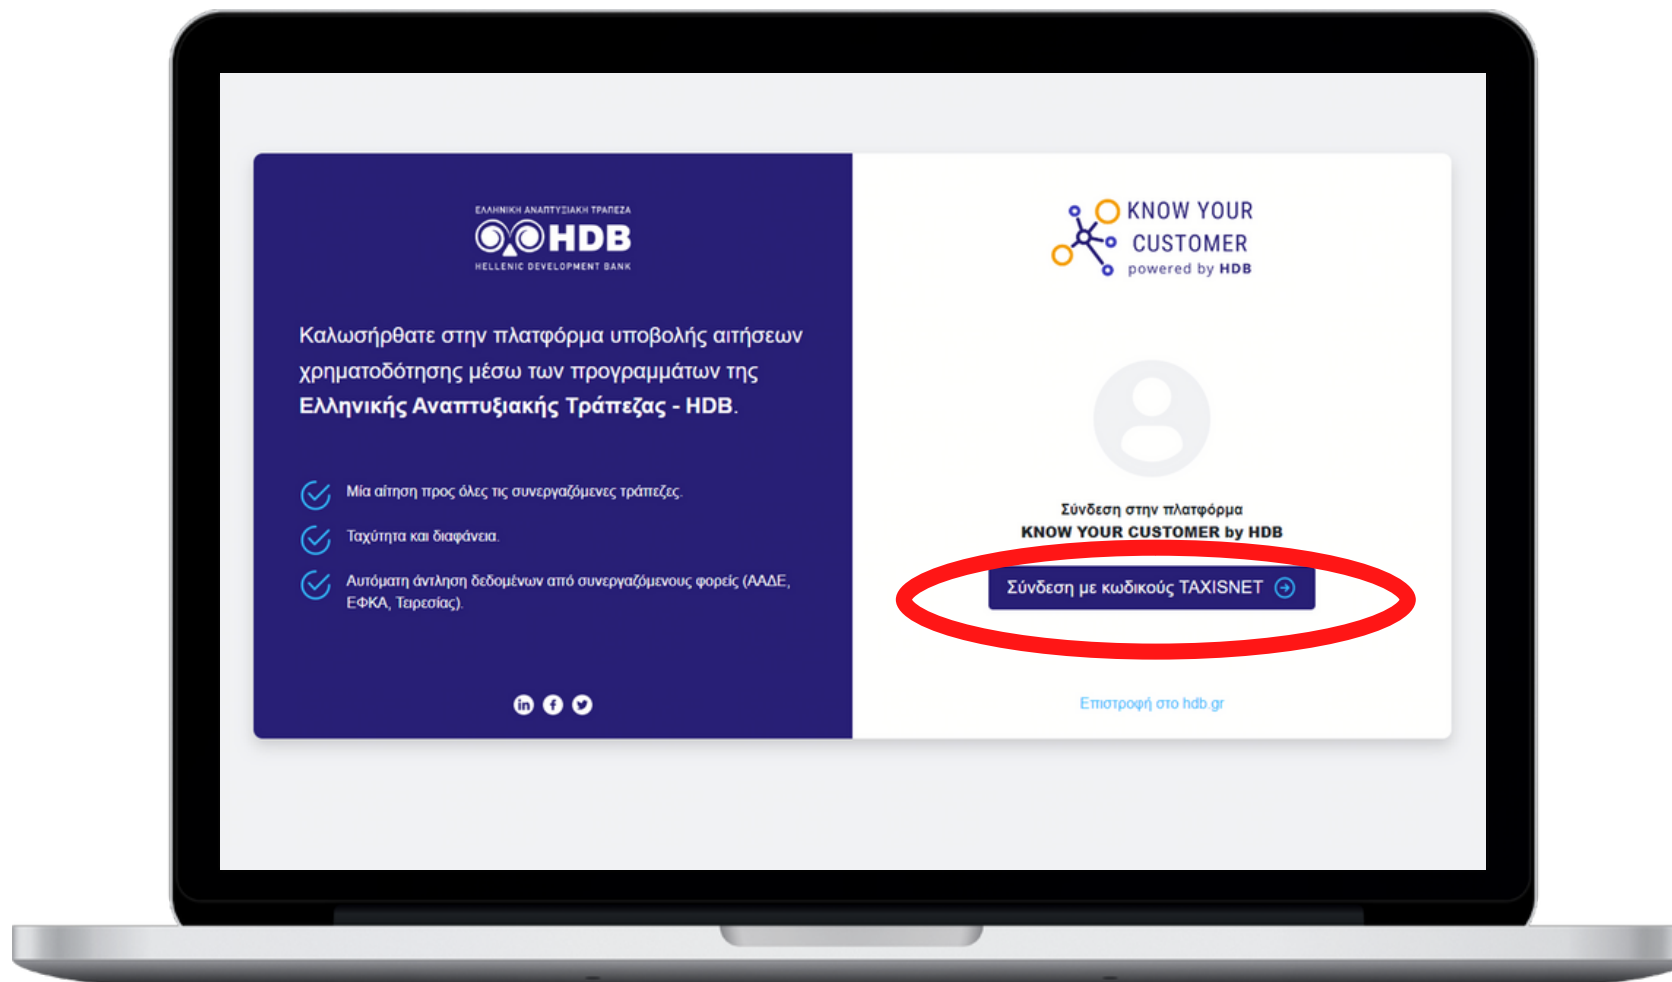 ΕΛΛΗΝΙΚΗ ΑΝΑΠΤΥΞΙΑΚΗ ΤΡΑΠΕΖΑ
HDB
HELLENIC DEVELOPMENT BANK
Καλωσήρθατε στην πλατφόρμα υποβολής αιτήσεων
χρηματοδότησης μέσω των προγραμμάτων της
Ελληνικής Αναπτυξιακής Τράπεζας - HDB.
Μία αίτηση προς όλες τις συνεργαζόμενες τράπεζες.
Ταχύτητα και διαφάνεια.
Αυτόματη άντληση δεδομένων από συνεργαζόμενους φορείς (ΑΑΔΕ,
ΕΦΚΑ, Τειρεσίας).
KNOW YOUR
CUSTOMER
powered by HDB
Σύνδεση στην πλατφόρμα
KNOW YOUR CUSTOMER by HDB
Σύνδεση με κωδικούς TAXISNET
Επιστροφή στο hdb.gr